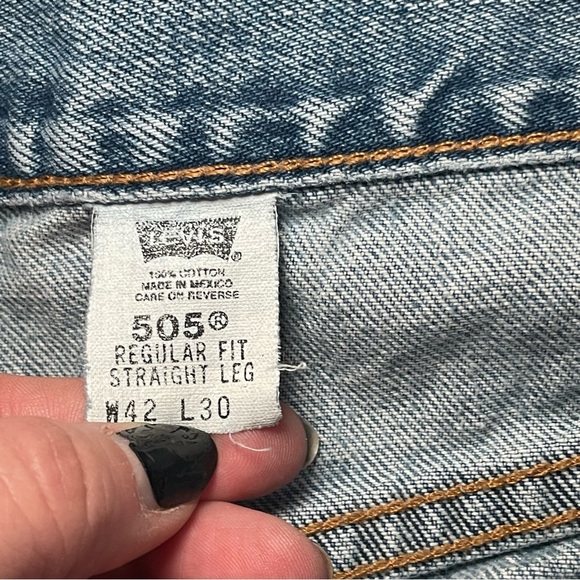 LEVI'S ®
100% COTTON
MADE IN MEXICO
CARE ON REVERSE
505®
REGULAR FIT
STRAIGHT LEG
W42 L30